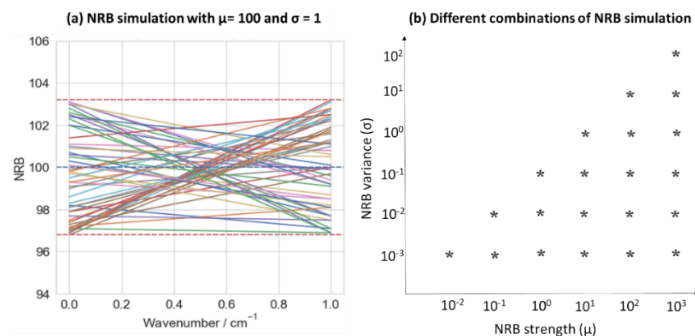 (a) NRB simulation with μ= 100 and σ = 1
106
104
102
100
98
96
94
NRB
0.0 0.2 0.4 0.6 0.8 1.0
Wavenumber / cm⁻¹
(b) Different combinations of NRB simulation
NRB variance (σ)
10²
10¹
10⁰
10⁻¹
10⁻²
10⁻³
10⁻² 10⁻¹ 10⁰ 10¹ 10² 10³
NRB strength (μ)